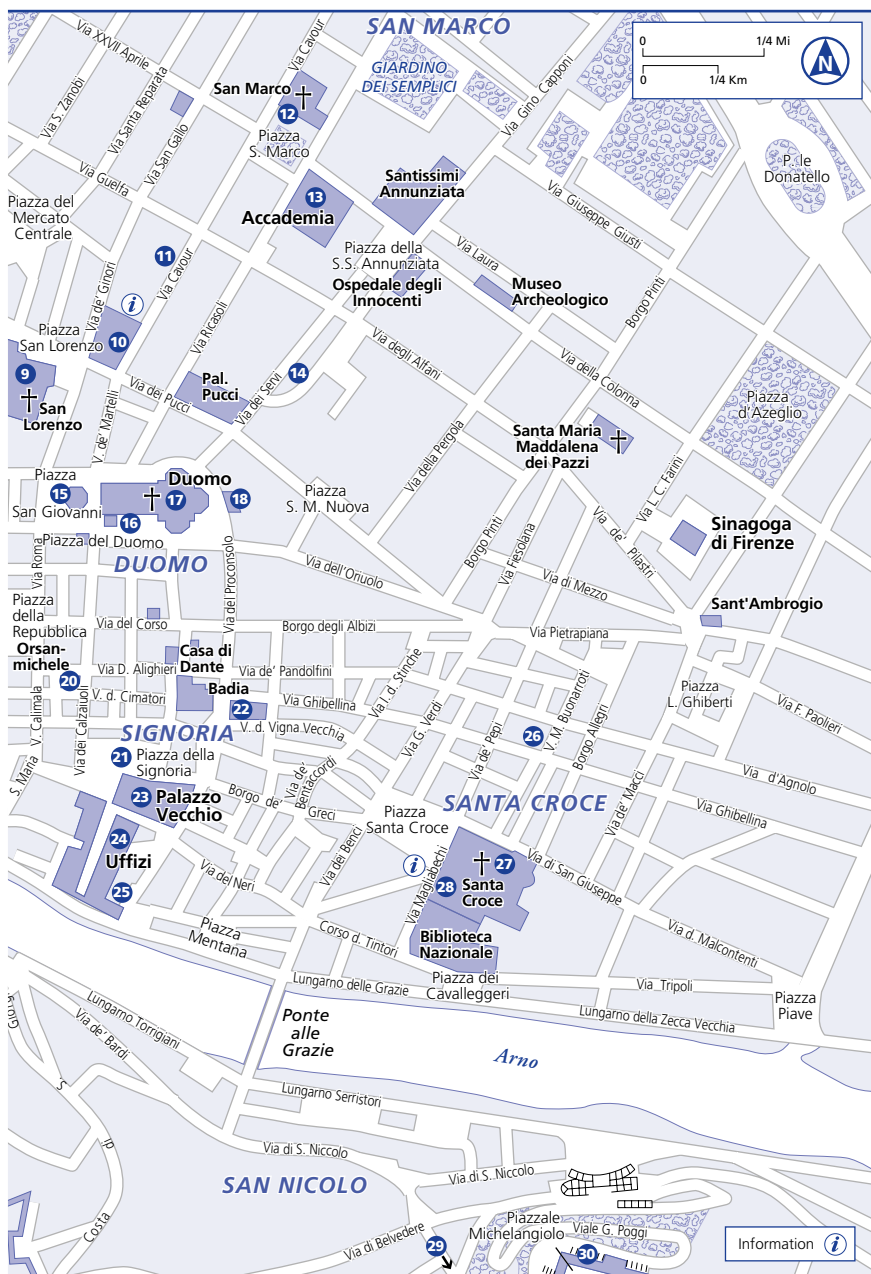 SAN MARCO
Via XXVII Aprile
Via Cavour
GIARDINO
DEI SEMPLICI
0 1/4 Mi
0 1/4 Km
N
Via S. Zanobi
Via Santa Reparata
Via San Gallo
San Marco
12
Piazza
S. Marco
Via Gino Capponi
P. le
Donatello
Via Guelfa
Santissimi
Annunziata
13
Accademia
Via Giuseppe Giusti
Piazza del
Mercato
Centrale
11
Via Cavour
Piazza della
S.S. Annunziata
Via Laura
Ospedale degli
Innocenti
Museo
Archeologico
Borgo Pinti
Via de' Ginori
i
Via Ricasoli
Piazza
San Lorenzo
10
Via degli Alfani
Via della Colonna
9
San
Lorenzo
Via dei Pucci
Pal.
Pucci
Via dei Servi
14
Piazza
d'Azeglio
V. de' Martelli
Via della Pergola
Santa Maria
Maddalena
dei Pazzi
Via L. C. Farini
Piazza
15
San Giovanni
Duomo
17
18
16
Piazza del Duomo
Piazza
S. M. Nuova
Via de' Pilastri
Sinagoga
di Firenze
DUOMO
Via Roma
Via del Proconsolo
Via dell'Oriuolo
Borgo Pinti
Via Fiesolana
Via di Mezzo
Sant'Ambrogio
Piazza
della
Repubblica
Via del Corso
Borgo degli Albizi
Via Pietrapiana
Orsan-
michele
Casa di
Dante
Via D. Alighieri
Via de' Pandolfini
20
V. d. Cimatori
Badia
22
Via Ghibellina
Via I. d. Stinche
Piazza
L. Ghiberti
Via F. Paolieri
V. Calimala
Via dei Calzaiuoli
SIGNORIA
V. d. Vigna Vecchia
Via G. Verdi
Via de' Pepi
26
V. M. Buonarroti
Borgo Allegri
21
Piazza della
Signoria
S. Maria
Via de'
Bentaccordi
Via d'Agnolo
23
Palazzo
Vecchio
Borgo de'
Greci
SANTA CROCE
Via de' Macci
Via Ghibellina
Piazza
Santa Croce
24
Uffizi
Via dei Benci
i
27
28
Santa
Croce
Via di San Giuseppe
25
Via dei Neri
Via Magliabechi
Piazza
Mentana
Corso d. Tintori
Biblioteca
Nazionale
Via d. Malcontenti
Lungarno delle Grazie
Piazza dei
Cavalleggeri
Via Tripoli
Piazza
Piave
Lungarno della Zecca Vecchia
Lungarno Torrigiani
Via de' Bardi
Ponte
alle
Grazie
Arno
Lungarno Serristori
Via di S. Niccolo
Costa
di
S.
SAN NICOLO
Via di S. Niccolo
Via di Belvedere
29
Piazzale
Michelangiolo
Viale G. Poggi
30
Information i